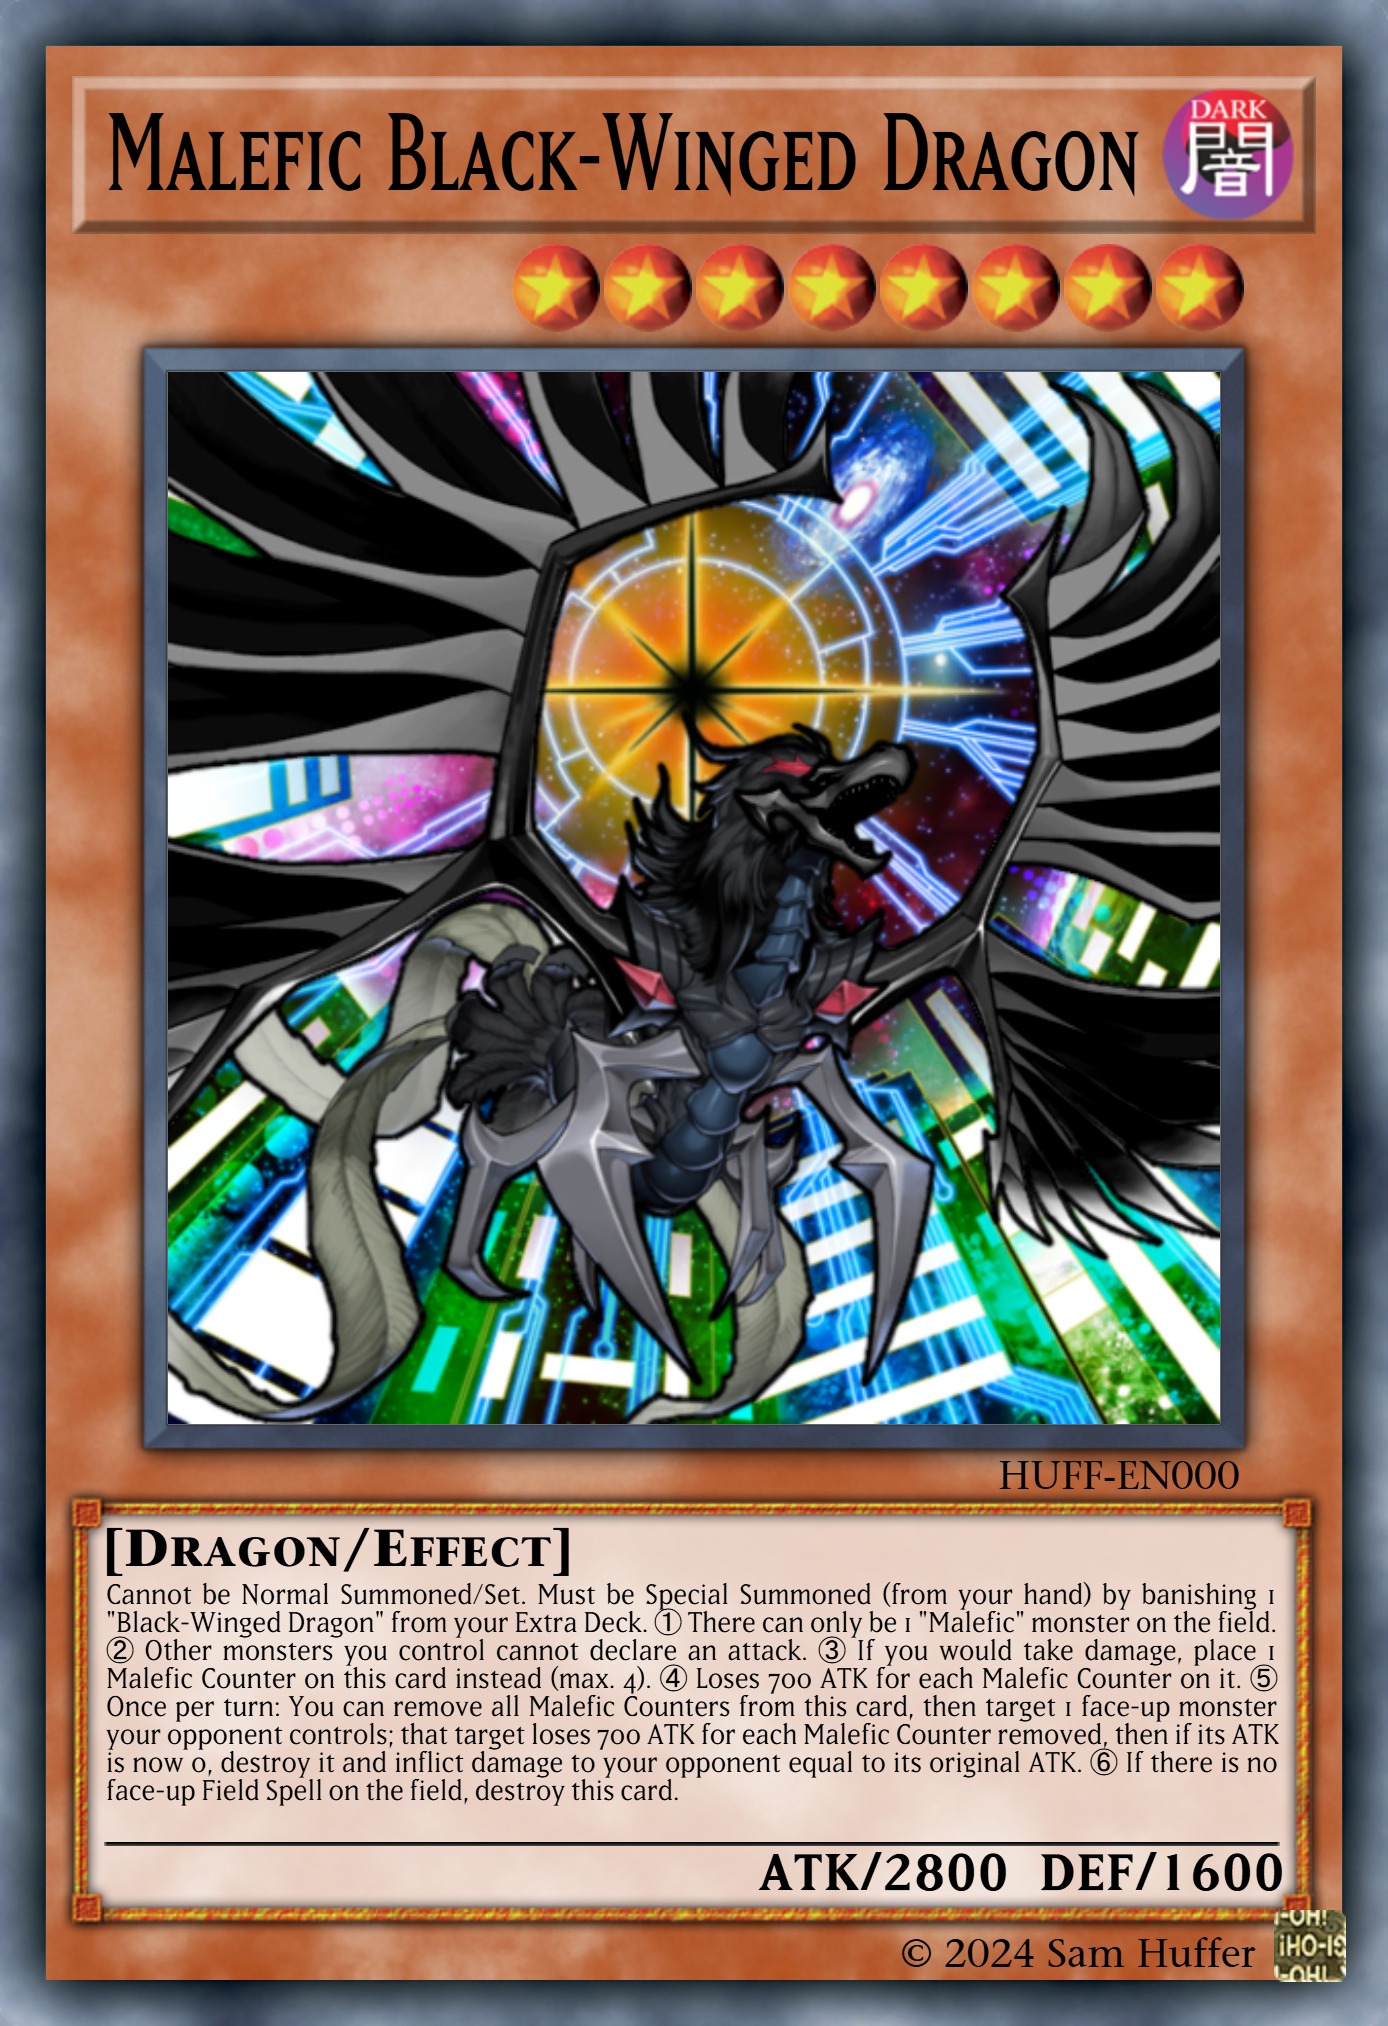 Malefic Black-Winged Dragon
DARK
闇
HUFF-EN000
[Dragon/Effect]
Cannot be Normal Summoned/Set. Must be Special Summoned (from your hand) by banishing 1
"Black-Winged Dragon" from your Extra Deck. ① There can only be 1 "Malefic" monster on the field.
② Other monsters you control cannot declare an attack. ③ If you would take damage, place 1
Malefic Counter on this card instead (max. 4). ④ Loses 700 ATK for each Malefic Counter on it. ⑤
Once per turn: You can remove all Malefic Counters from this card, then target 1 face-up monster
your opponent controls; that target loses 700 ATK for each Malefic Counter removed, then if its ATK
is now 0, destroy it and inflict damage to your opponent equal to its original ATK. ⑥ If there is no
face-up Field Spell on the field, destroy this card.
ATK/2800 DEF/1600
© 2024 Sam Huffer